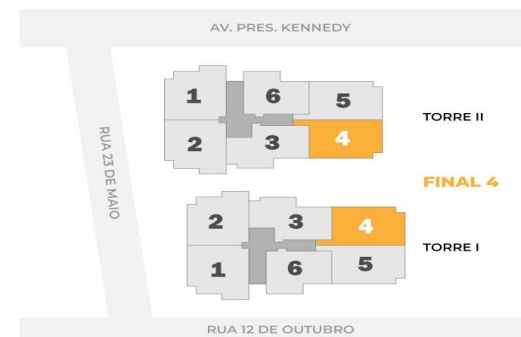 AV. PRES. KENNEDY
1
6
5
TORRE II
2
3
4
RUA 23 DE MAIO
FINAL 4
2
3
4
TORRE I
1
6
5
RUA 12 DE OUTUBRO